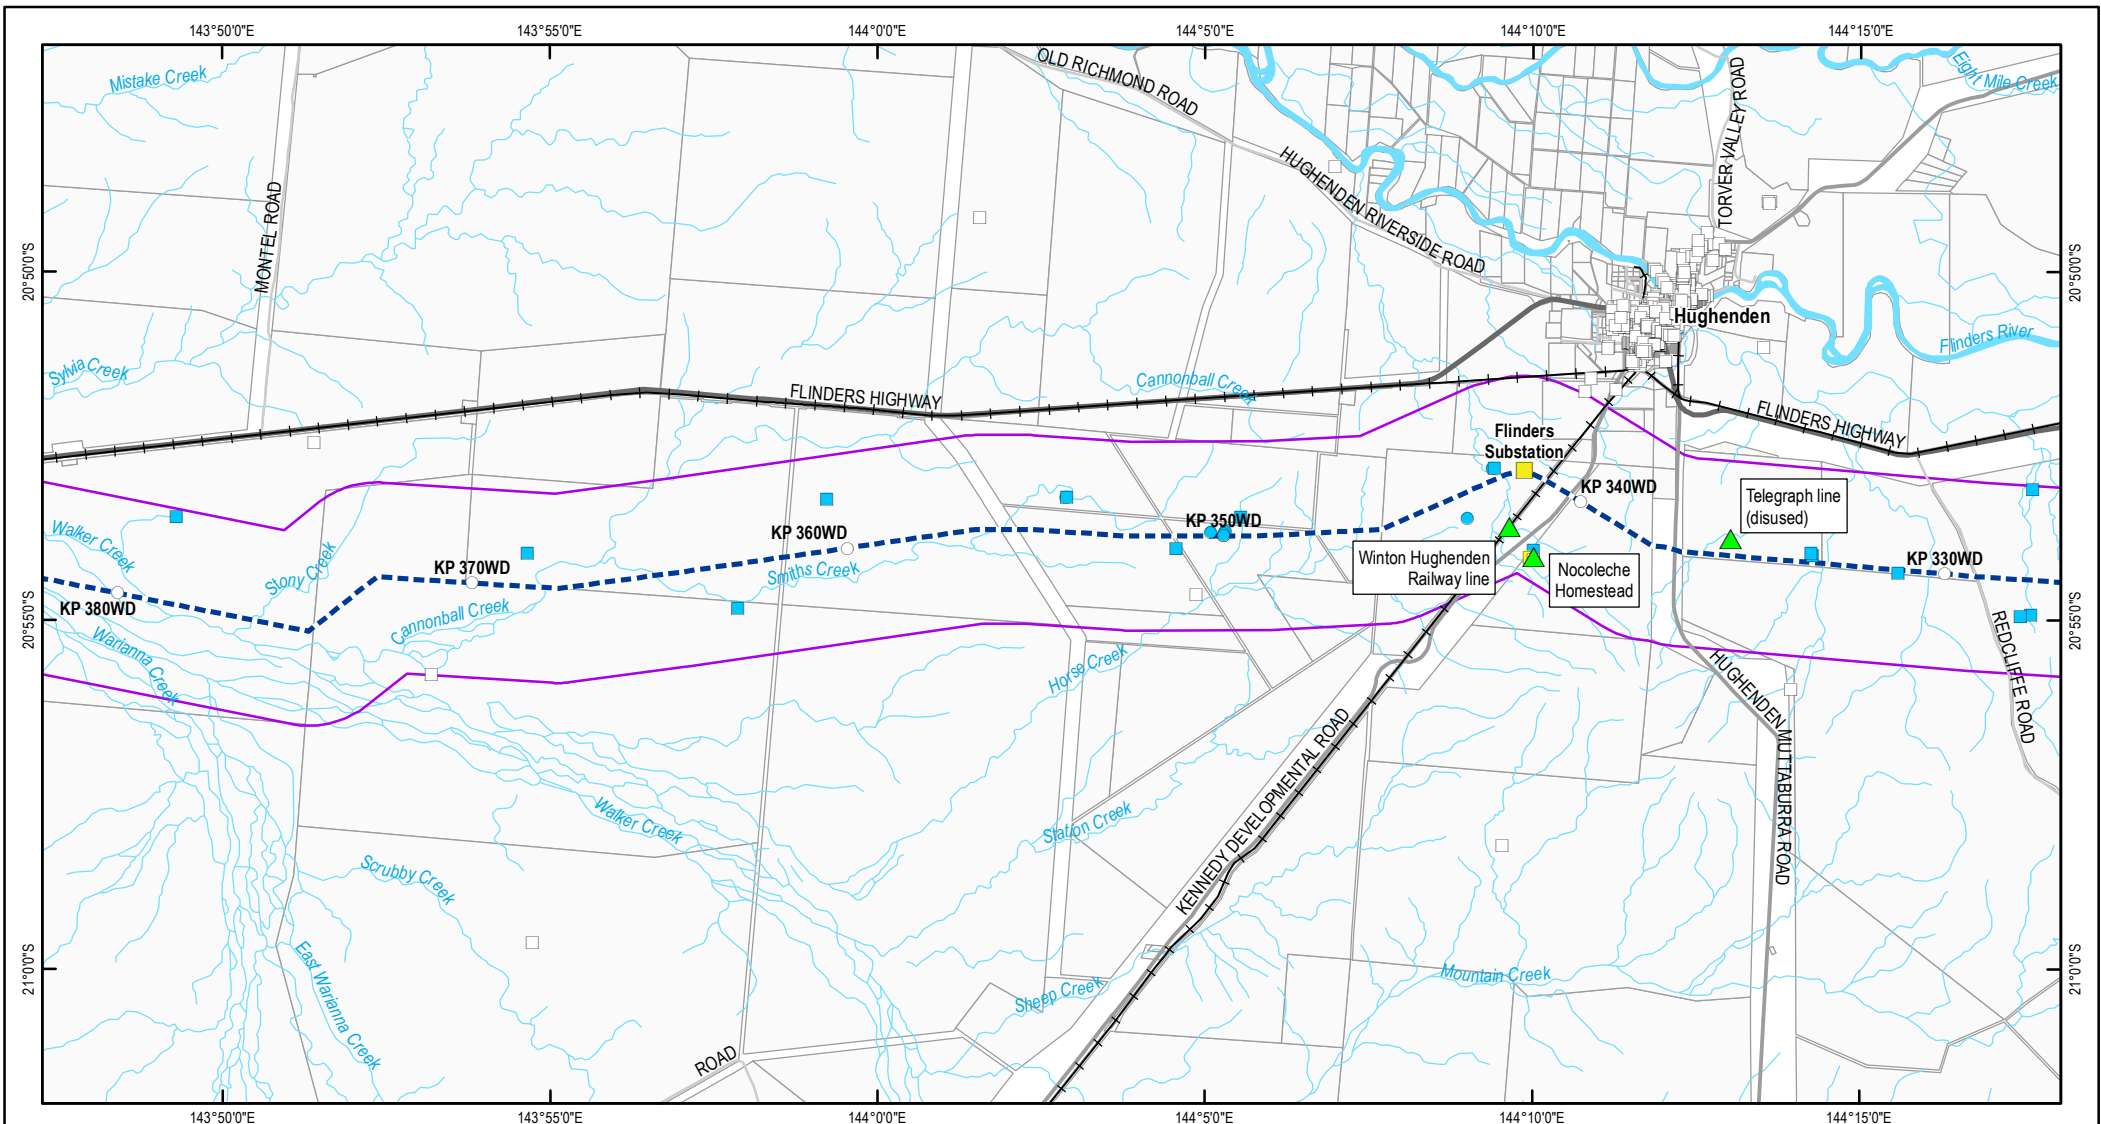 143°50'0"E
143°55'0"E
144°0'0"E
144°5'0"E
144°10'0"E
144°15'0"E
Mistake Creek
OLD RICHMOND ROAD
Eight Mile Creek
TORVER VALLEY ROAD
HUGHENDEN RIVERSIDE ROAD
MONTEL ROAD
20°50'0"S
20°50'0"S
Hughenden
Flinders River
Sylvia Creek
Cannonball Creek
FLINDERS HIGHWAY
FLINDERS HIGHWAY
Flinders
Substation
KP 340WD
Telegraph line
(disused)
Walker Creek
KP 360WD
KP 350WD
Stony Creek
KP 370WD
Smiths Creek
Winton Hughenden
Railway line
Nocoleche
Homestead
KP 330WD
KP 380WD
Cannonball Creek
20°55'0"S
20°55'0"S
Warianna Creek
Horse Creek
HUGHENDEN MUTTABURRA ROAD
REDCLIFFE ROAD
Walker Creek
Station Creek
KENNEDY DEVELOPMENTAL ROAD
Scrubby Creek
East Warianna Creek
Sheep Creek
Mountain Creek
21°0'0"S
21°0'0"S
ROAD
143°50'0"E
143°55'0"E
144°0'0"E
144°5'0"E
144°10'0"E
144°15'0"E